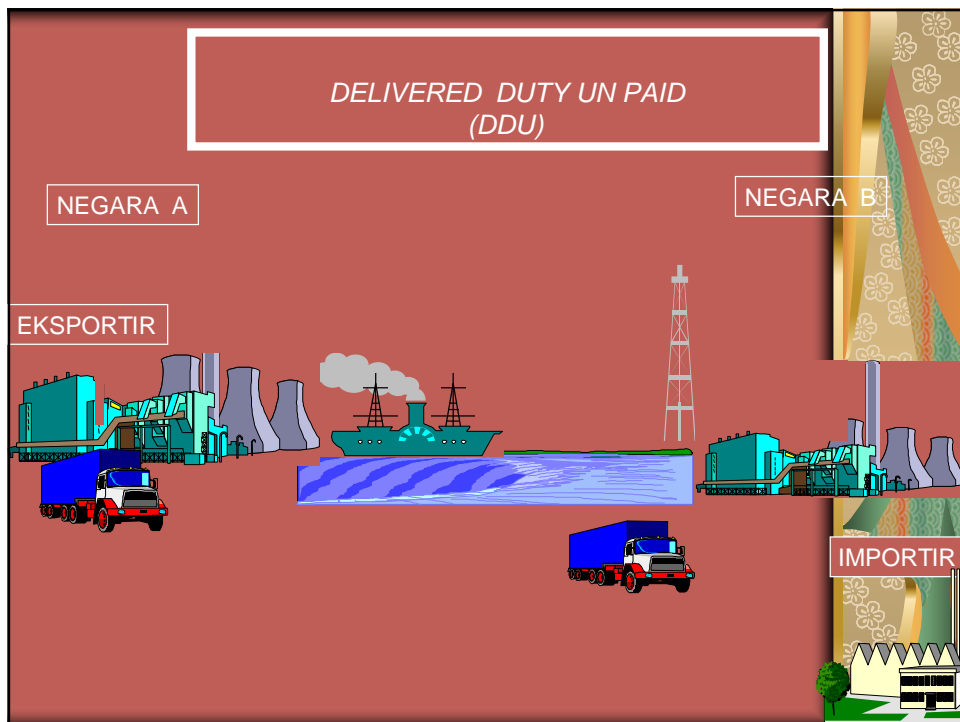 DELIVERED DUTY UN PAID
(DDU)
NEGARA A
NEGARA B
EKSPORTIR
IMPORTIR